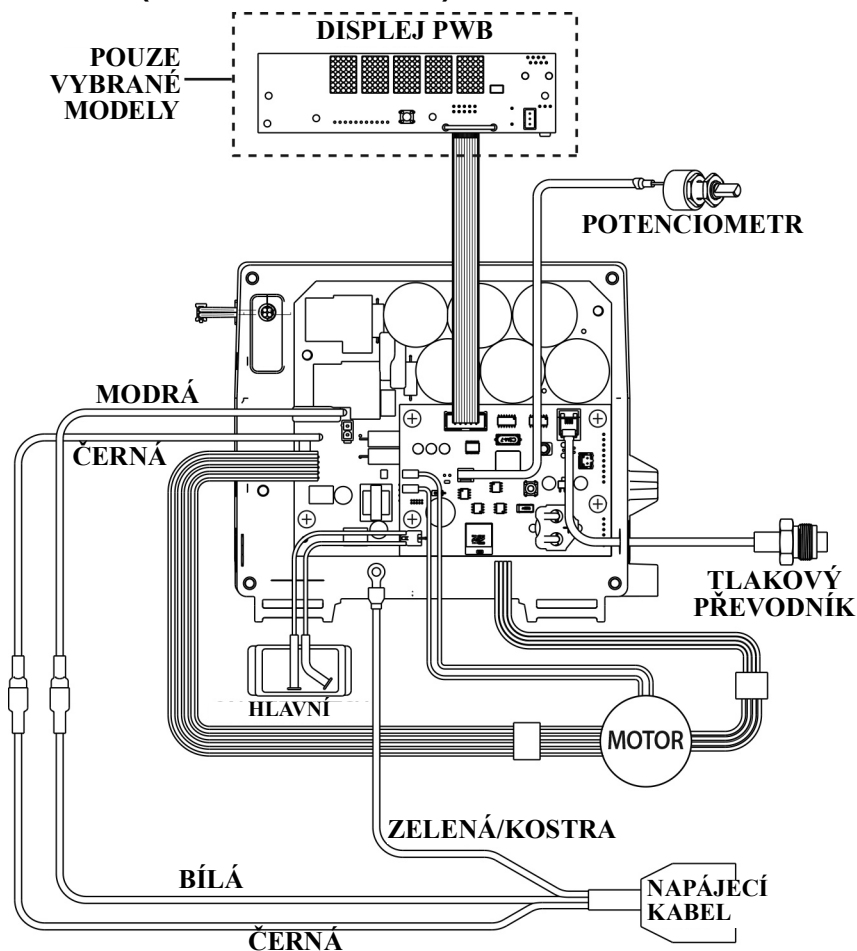 DISPLEJ PWB
POUZE
VYBRANÉ
MODELY
POTENCIOMETR
MODRÁ
ČERNÁ
TLAKOVÝ
PŘEVODNÍK
HLAVNÍ
MOTOR
ZELENÁ/KOSTRA
BÍLÁ
NAPÁJECÍ
KABEL
ČERNÁ